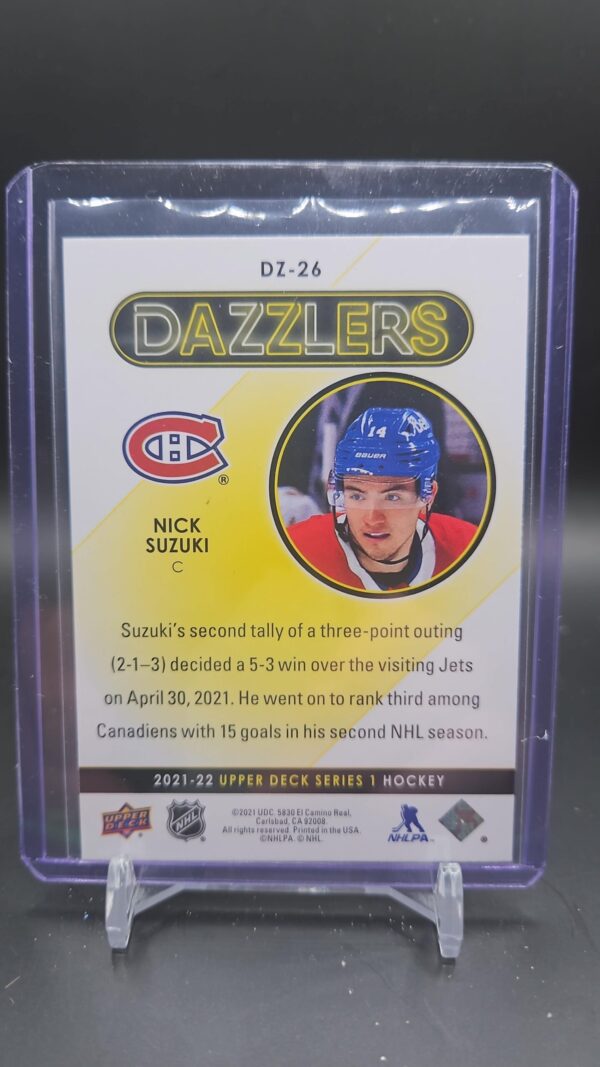 DZ-26
DAZZLERS
14
BAUER
®
NICK
SUZUKI
C
Suzuki's second tally of a three-point outing
(2-1–3) decided a 5-3 win over the visiting Jets
on April 30, 2021. He went on to rank third among
Canadiens with 15 goals in his second NHL season.
2021-22 UPPER DECK SERIES 1 HOCKEY
UPPER
DECK
NHL
©2021 UDC. 5830 El Camino Real,
Carlsbad, CA 92008.
All rights reserved. Printed in the USA.
©NHLPA. © NHL.
NHLPA
®